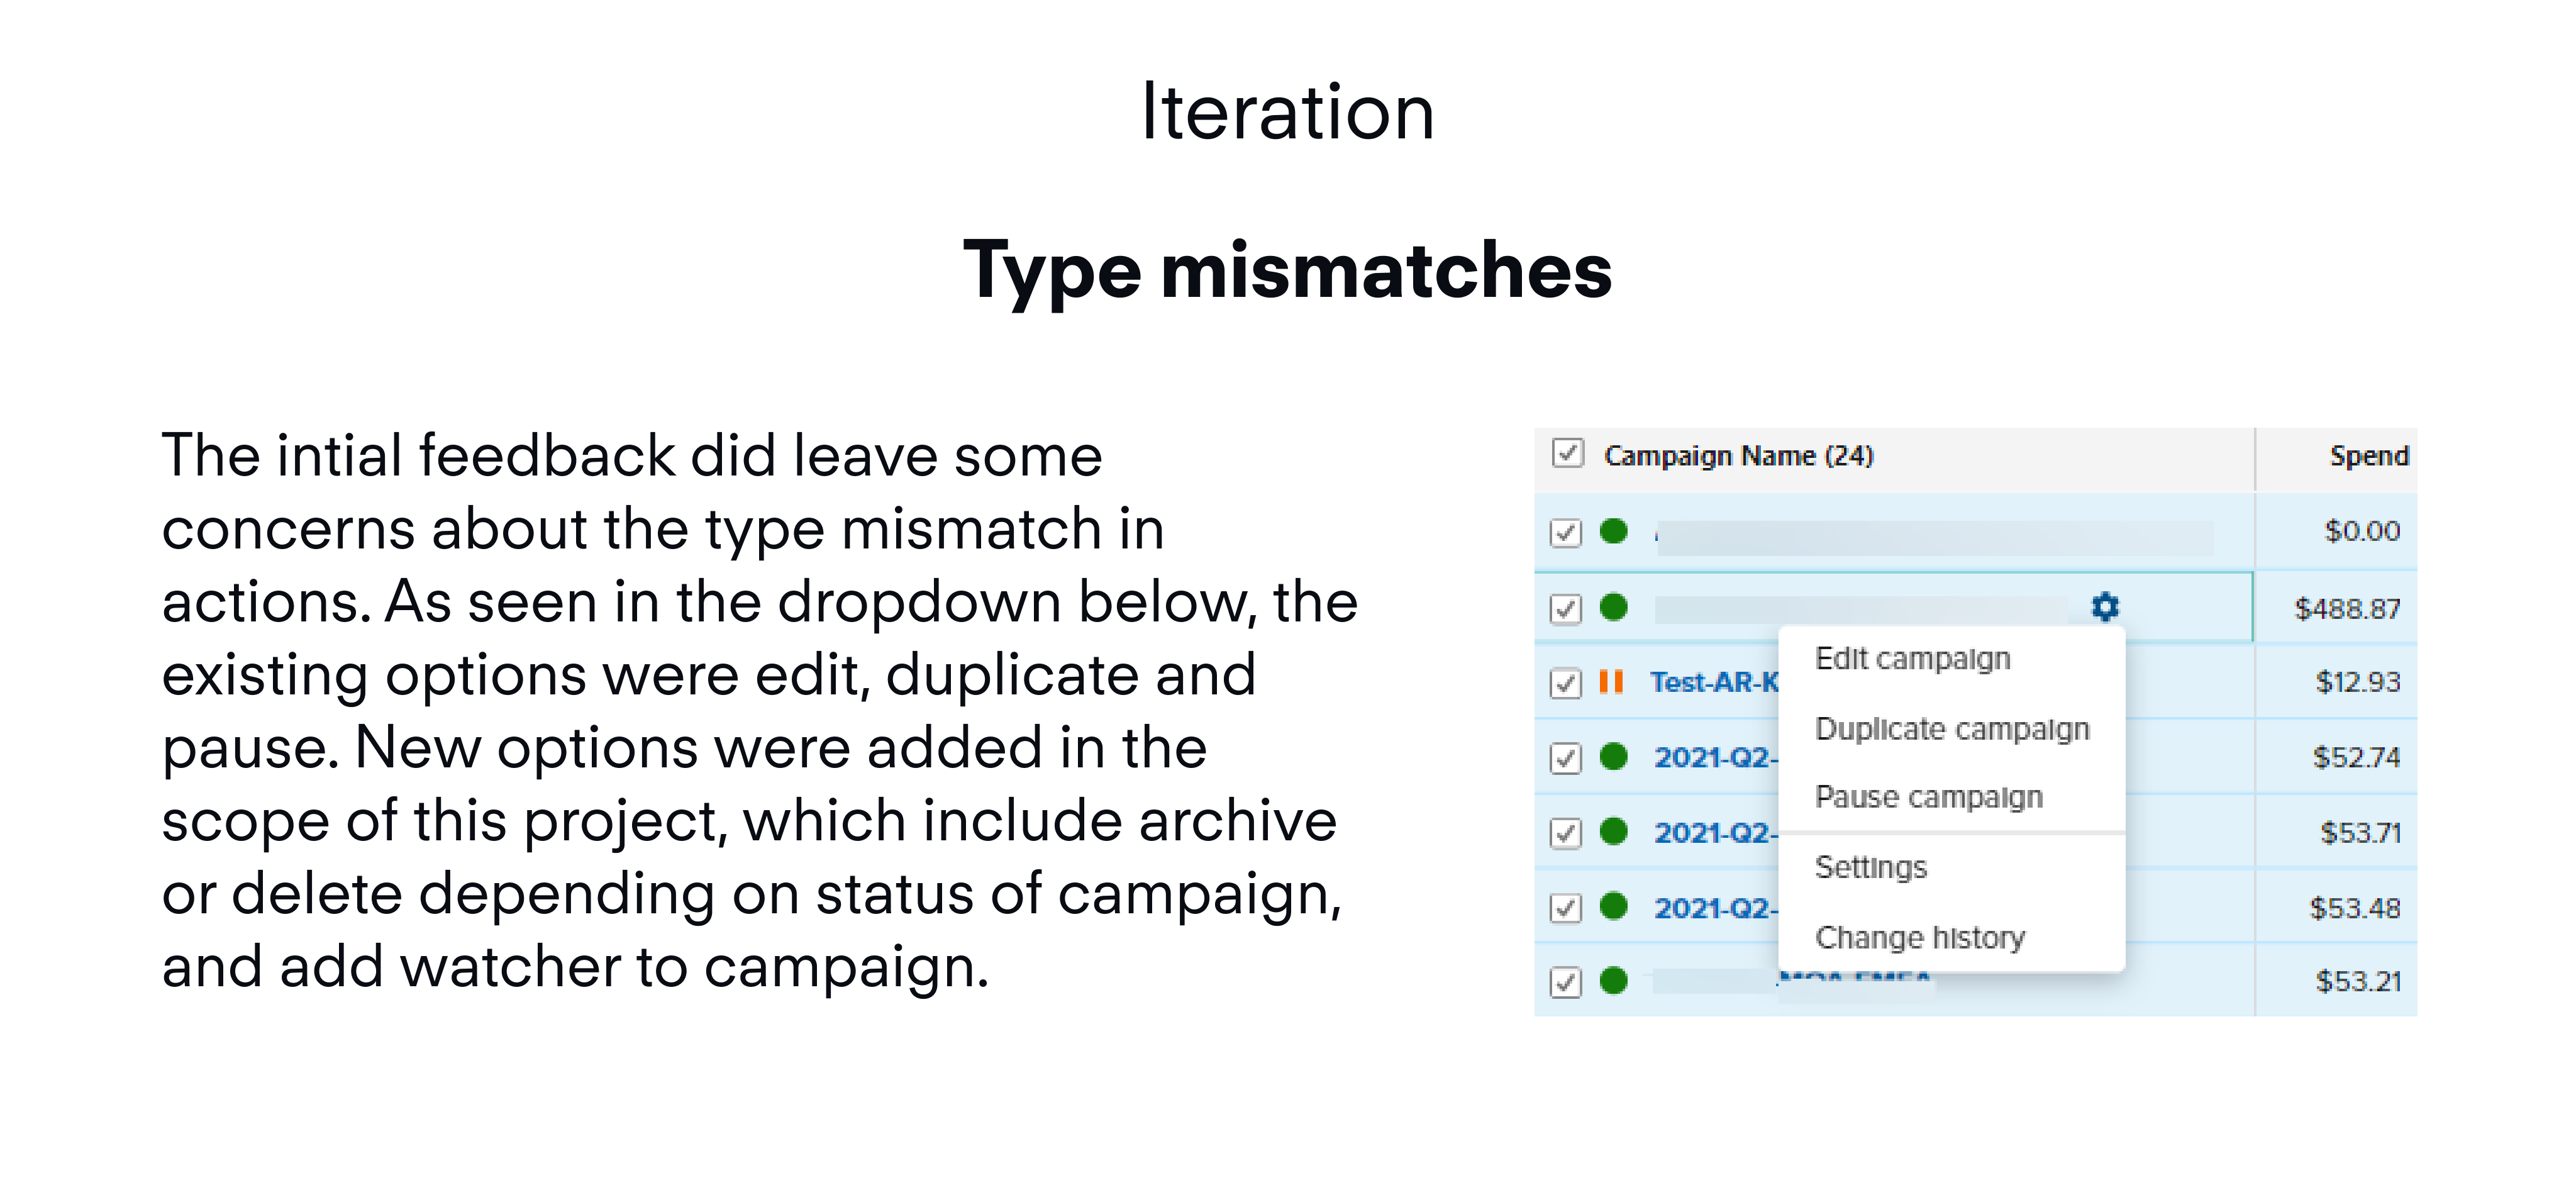 Iteration
Type mismatches
The intial feedback did leave some
concerns about the type mismatch in
actions. As seen in the dropdown below, the
existing options were edit, duplicate and
pause. New options were added in the
scope of this project, which include archive
or delete depending on status of campaign,
and add watcher to campaign.
Campaign Name (24) Spend
$0.00
$488.87
Edit campaign
Test-AR-K $12.93
Duplicate campaign
2021-Q2- $52.74
Pause campaign
2021-Q2- $53.71
Settings
2021-Q2- $53.48
Change history
$53.21